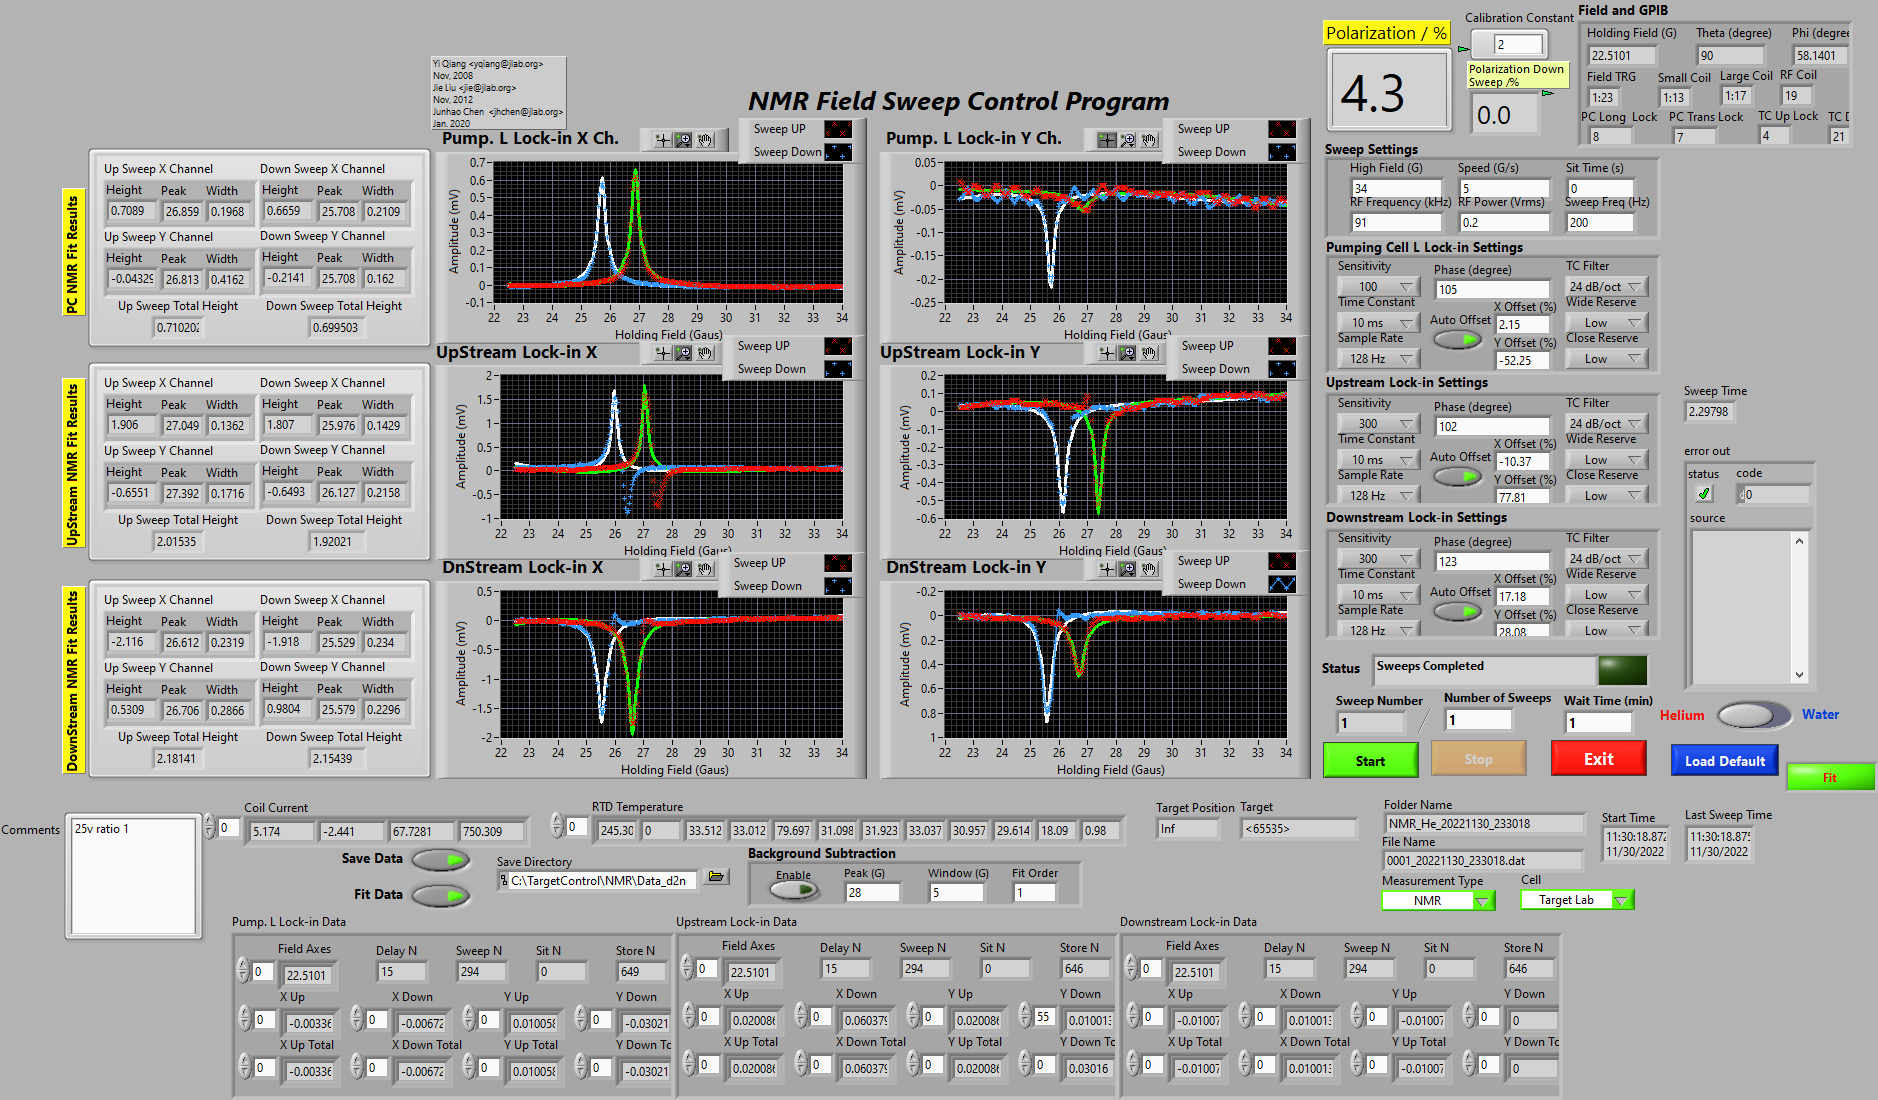 NMR Field Sweep Control Program
Yi Qiang <yqiang@jlab.org>
Nov, 2008
Jie Liu <jie@jlab.org>
Nov, 2012
Junhao Chen <jhchen@jlab.org>
Jan. 2020
Polarization / %
4.3
Calibration Constant
2
Polarization Down
Sweep /%
0.0
Field and GPIB
Holding Field (G) Theta (degree) Phi (degree
22.5101 90 58.1401
Field TRG Small Coil Large Coil RF Coil
1:23 1:13 1:17 19
PC Long Lock PC Trans Lock TC Up Lock TC D
8 7 4 21
PC NMR Fit Results
Up Sweep X Channel Down Sweep X Channel
Height Peak Width Height Peak Width
0.7089 26.859 0.1968 0.6659 25.708 0.2109
Up Sweep Y Channel Down Sweep Y Channel
Height Peak Width Height Peak Width
-0.04329 26.813 0.4162 -0.2141 25.708 0.162
Up Sweep Total Height Down Sweep Total Height
0.710202 0.699503
UpStream NMR Fit Results
Up Sweep X Channel Down Sweep X Channel
Height Peak Width Height Peak Width
1.906 27.049 0.1362 1.807 25.976 0.1429
Up Sweep Y Channel Down Sweep Y Channel
Height Peak Width Height Peak Width
-0.6551 27.392 0.1716 -0.6493 26.127 0.2158
Up Sweep Total Height Down Sweep Total Height
2.01535 1.92021
DownStream NMR Fit Results
Up Sweep X Channel Down Sweep X Channel
Height Peak Width Height Peak Width
-2.116 26.612 0.2319 -1.918 25.529 0.234
Up Sweep Y Channel Down Sweep Y Channel
Height Peak Width Height Peak Width
0.5309 26.706 0.2866 0.9804 25.579 0.2296
Up Sweep Total Height Down Sweep Total Height
2.18141 2.15439
Pump. L Lock-in X Ch.
Sweep UP
Sweep Down
Amplitude (mV)
0.7
0.6
0.5
0.4
0.3
0.2
0.1
0
-0.1
22 23 24 25 26 27 28 29 30 31 32 33 34
Holding Field (Gaus)
Pump. L Lock-in Y Ch.
Sweep UP
Sweep Down
Amplitude (mV)
0.05
0
-0.05
-0.1
-0.15
-0.2
-0.25
22 23 24 25 26 27 28 29 30 31 32 33 34
Holding Field (Gaus)
UpStream Lock-in X
Sweep UP
Sweep Down
Amplitude (mV)
2
1.5
1
0.5
0
-0.5
-1
22 23 24 25 26 27 28 29 30 31 32 33 34
Holding Field (Gaus)
UpStream Lock-in Y
Sweep UP
Sweep Down
Amplitude (mV)
0.2
0.1
0
-0.1
-0.2
-0.3
-0.4
-0.5
-0.6
22 23 24 25 26 27 28 29 30 31 32 33 34
Holding Field (Gaus)
DnStream Lock-in X
Sweep UP
Sweep Down
Amplitude (mV)
0.5
0
-0.5
-1
-1.5
-2
22 23 24 25 26 27 28 29 30 31 32 33 34
Holding Field (Gaus)
DnStream Lock-in Y
Sweep UP
Sweep Down
Amplitude (mV)
-0.2
0
0.2
0.4
0.6
0.8
1
22 23 24 25 26 27 28 29 30 31 32 33 34
Holding Field (Gaus)
Sweep Settings
High Field (G) Speed (G/s) Sit Time (s)
34 5 0
RF Frequency (kHz) RF Power (Vrms) Sweep Freq (Hz)
91 0.2 200
Pumping Cell L Lock-in Settings
Sensitivity Phase (degree) TC Filter
100 105 24 dB/oct
Time Constant X Offset (%) Wide Reserve
10 ms Auto Offset 2.15 Low
Sample Rate Y Offset (%) Close Reserve
128 Hz -52.25 Low
Upstream Lock-in Settings
Sensitivity Phase (degree) TC Filter
300 102 24 dB/oct
Time Constant X Offset (%) Wide Reserve
10 ms Auto Offset -10.37 Low
Sample Rate Y Offset (%) Close Reserve
128 Hz 77.81 Low
Downstream Lock-in Settings
Sensitivity Phase (degree) TC Filter
300 123 24 dB/oct
Time Constant X Offset (%) Wide Reserve
10 ms Auto Offset 17.18 Low
Sample Rate Y Offset (%) Close Reserve
128 Hz 28.08 Low
Sweep Time
2.29798
error out
status code
0
source
Status Sweeps Completed
Sweep Number Number of Sweeps Wait Time (min)
1 / 1 1
Helium Water
Start Stop Exit Load Default Fit
Comments
25v ratio 1
Coil Current
0 5.174 -2.441 67.7281 750.309
RTD Temperature
0 245.30 0 33.512 33.012 79.697 31.098 31.923 33.037 30.957 29.614 18.09 0.98
Target Position Target
Inf <65535>
Folder Name
NMR_He_20221130_233018
File Name
0001_20221130_233018.dat
Start Time Last Sweep Time
11:30:18.872 11:30:18.875
11/30/2022 11/30/2022
Measurement Type Cell
NMR Target Lab
Save Data
Fit Data
Save Directory
C:\TargetControl\NMR\Data_d2n
Background Subtraction
Enable Peak (G) Window (G) Fit Order
28 5 1
Pump. L Lock-in Data
Field Axes Delay N Sweep N Sit N Store N
0 22.5101 15 294 0 649
X Up X Down Y Up Y Down
0 -0.00336 0 -0.00672 0 0.010058 0 -0.03021
X Up Total X Down Total Y Up Total Y Down To
0 -0.00336 0 -0.00672 0 0.010058 0 -0.03021
Upstream Lock-in Data
Field Axes Delay N Sweep N Sit N Store N
0 22.5101 15 294 0 646
X Up X Down Y Up Y Down
0 0.020086 0 0.060379 0 0.020086 55 0.010013
X Up Total X Down Total Y Up Total Y Down To
0 0.020086 0 0.060379 0 0.020086 0 0.03016
Downstream Lock-in Data
Field Axes Delay N Sweep N Sit N Store N
0 22.5101 15 294 0 646
X Up X Down Y Up Y Down
0 -0.01007 0 0.010013 0 -0.01007 0 0
X Up Total X Down Total Y Up Total Y Down To
0 -0.01007 0 0.010013 0 -0.01007 0 0